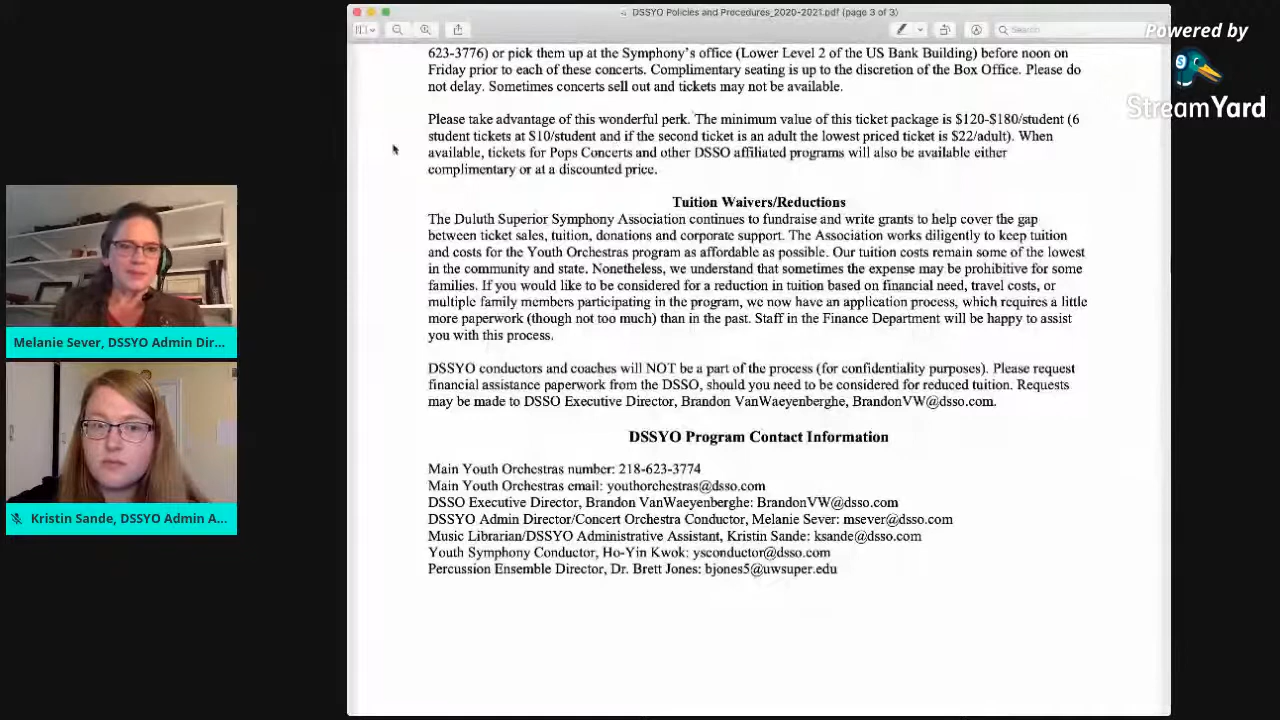 DSSYO Policies and Procedures_2020-2021.pdf (page 3 of 3)
Search
Powered by
StreamYard
623-3776) or pick them up at the Symphony's office (Lower Level 2 of the US Bank Building) before noon on
Friday prior to each of these concerts. Complimentary seating is up to the discretion of the Box Office. Please do
not delay. Sometimes concerts sell out and tickets may not be available.
Please take advantage of this wonderful perk. The minimum value of this ticket package is $120-$180/student (6
student tickets at $10/student and if the second ticket is an adult the lowest priced ticket is $22/adult). When
available, tickets for Pops Concerts and other DSSO affiliated programs will also be available either
complimentary or at a discounted price.
Tuition Waivers/Reductions
The Duluth Superior Symphony Association continues to fundraise and write grants to help cover the gap
between ticket sales, tuition, donations and corporate support. The Association works diligently to keep tuition
and costs for the Youth Orchestras program as affordable as possible. Our tuition costs remain some of the lowest
in the community and state. Nonetheless, we understand that sometimes the expense may be prohibitive for some
families. If you would like to be considered for a reduction in tuition based on financial need, travel costs, or
multiple family members participating in the program, we now have an application process, which requires a little
more paperwork (though not too much) than in the past. Staff in the Finance Department will be happy to assist
you with this process.
DSSYO conductors and coaches will NOT be a part of the process (for confidentiality purposes). Please request
financial assistance paperwork from the DSSO, should you need to be considered for reduced tuition. Requests
may be made to DSSO Executive Director, Brandon VanWaeyenberghe, BrandonVW@dsso.com.
DSSYO Program Contact Information
Main Youth Orchestras number: 218-623-3774
Main Youth Orchestras email: youthorchestras@dsso.com
DSSO Executive Director, Brandon VanWaeyenberghe: BrandonVW@dsso.com
DSSYO Admin Director/Concert Orchestra Conductor, Melanie Sever: msever@dsso.com
Music Librarian/DSSYO Administrative Assistant, Kristin Sande: ksande@dsso.com
Youth Symphony Conductor, Ho-Yin Kwok: ysconductor@dsso.com
Percussion Ensemble Director, Dr. Brett Jones: bjones5@uwsuper.edu
Melanie Sever, DSSYO Admin Dir...
Kristin Sande, DSSYO Admin A...